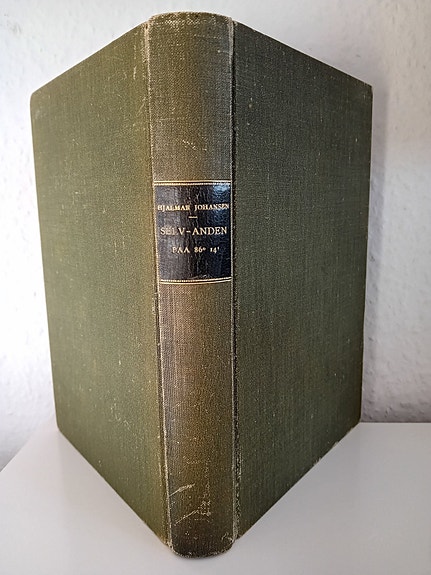 HJALMAR JOHANSEN
SELV-ANDEN
PAA 86° 14'